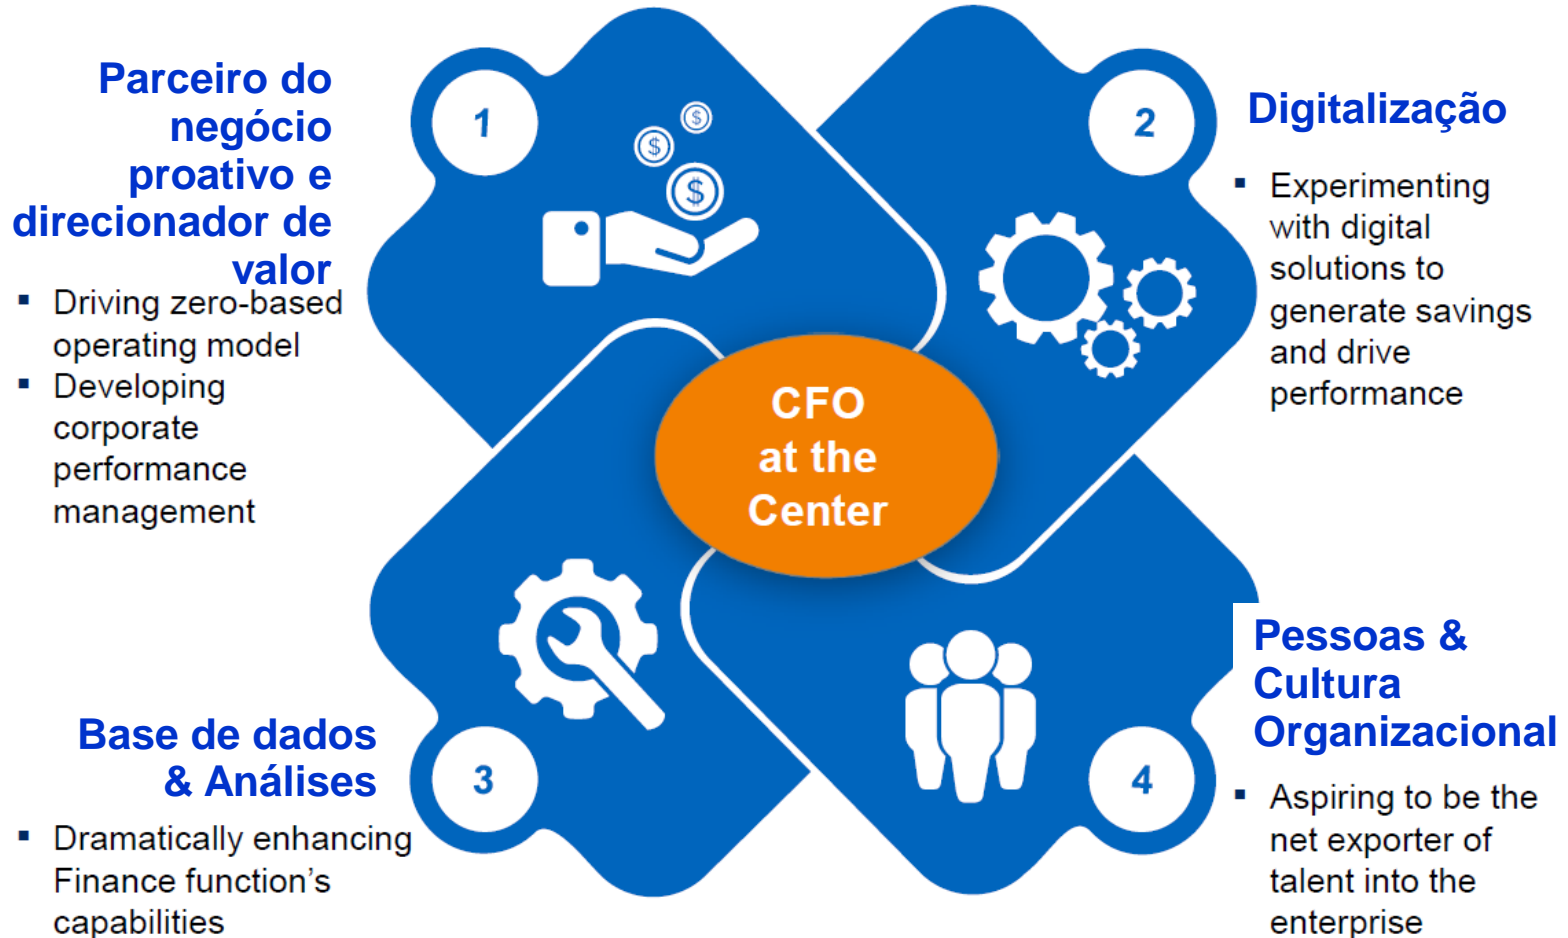 Parceiro do
negócio
proativo e
direcionador de
valor
▪ Driving zero-based
operating model
▪ Developing
corporate
performance
management
1
$
$
$
2
Digitalização
▪ Experimenting
with digital
solutions to
generate savings
and drive
performance
CFO
at the
Center
Base de dados
& Análises
▪ Dramatically enhancing
Finance function's
capabilities
3
4
Pessoas &
Cultura
Organizacional
▪ Aspiring to be the
net exporter of
talent into the
enterprise